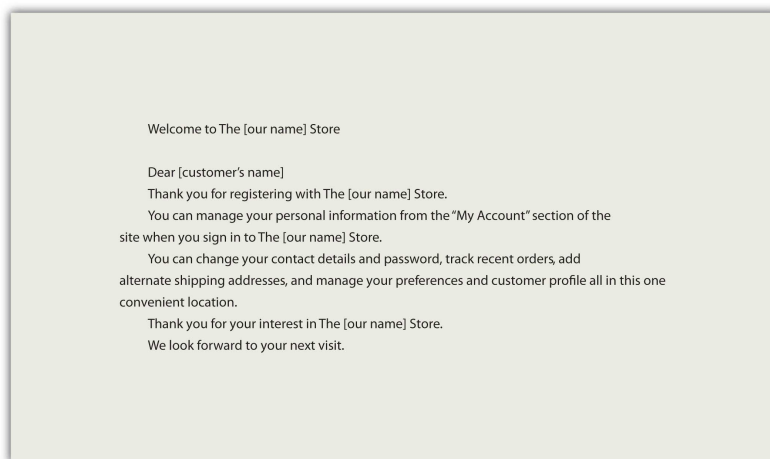 Welcome to The [our name] Store
Dear [customer’s name]
Thank you for registering with The [our name] Store.
You can manage your personal information from the “My Account” section of the
site when you sign in to The [our name] Store.
You can change your contact details and password, track recent orders, add
alternate shipping addresses, and manage your preferences and customer profile all in this one
convenient location.
Thank you for your interest in The [our name] Store.
We look forward to your next visit.